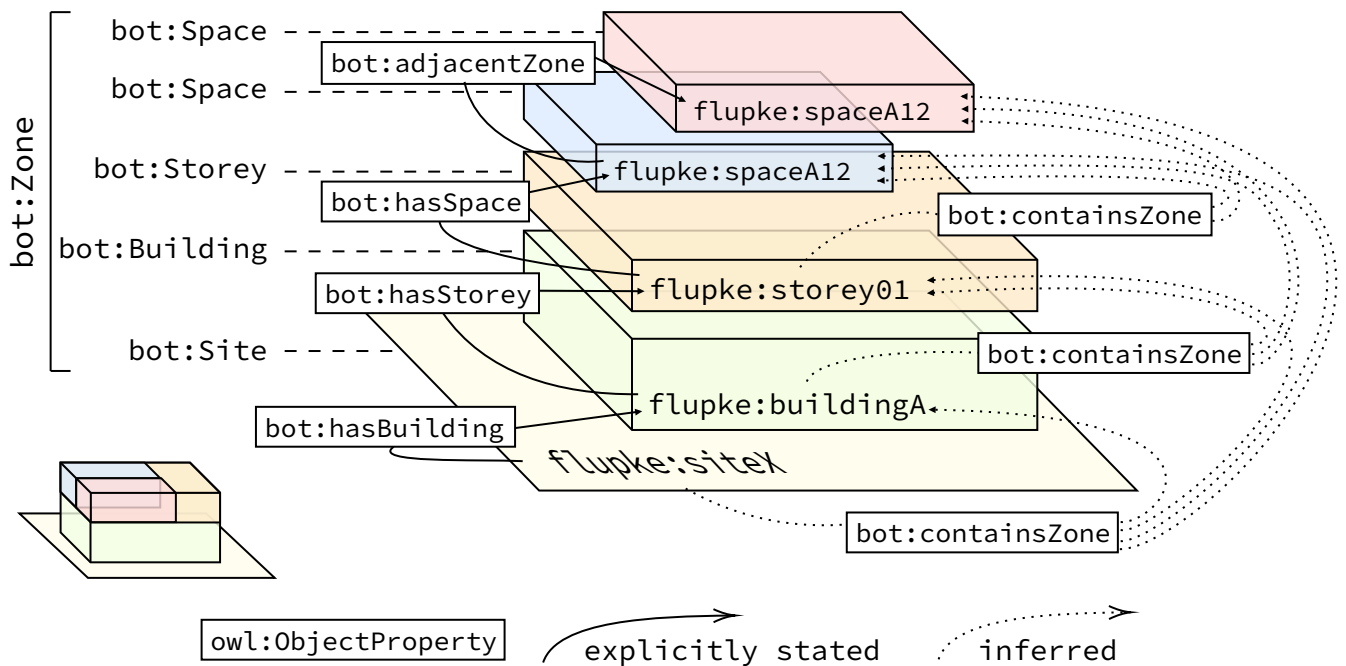 bot:Zone
bot:Space
bot:adjacentZone
bot:Space
flupke:spaceA12
bot:Storey
flupke:spaceA12
bot:hasSpace
bot:containsZone
bot:Building
bot:hasStorey
flupke:storey01
bot:Site
bot:containsZone
flupke:buildingA
bot:hasBuilding
flupke:siteX
bot:containsZone
owl:ObjectProperty
explicitly stated
inferred